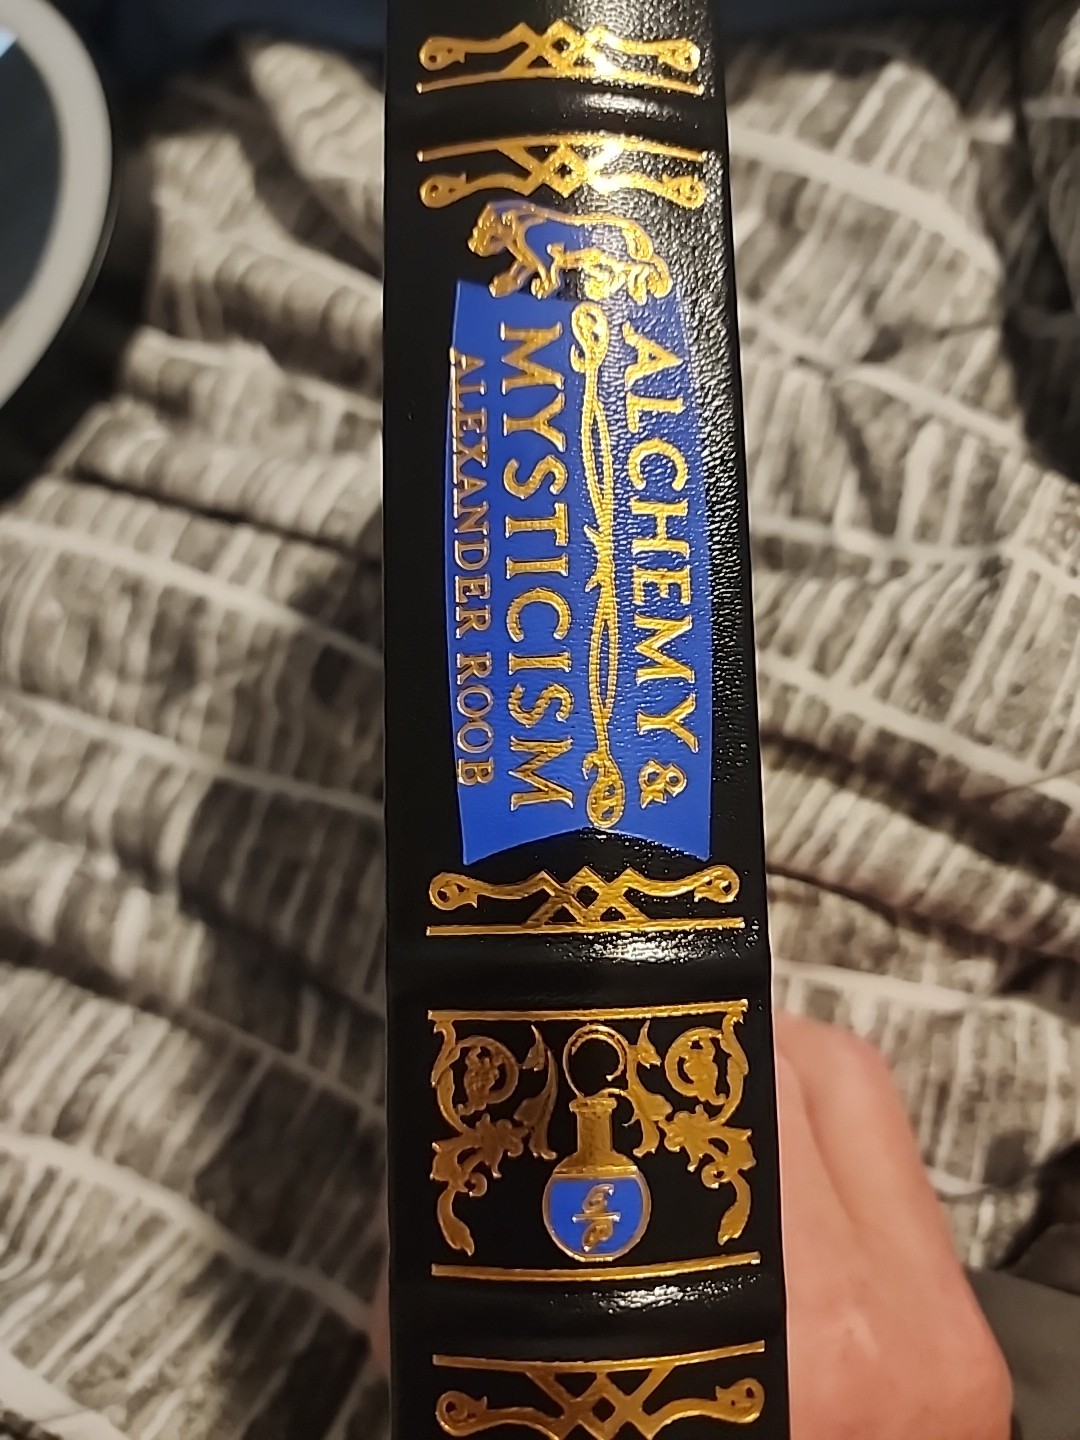 ALCHEMY &
MYSTICISM
ALEXANDER ROOB